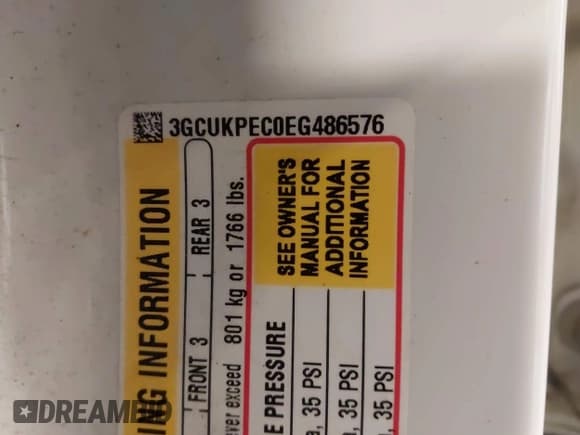 3GCUKPEC0EG486576
ING INFORMATION
FRONT 3
REAR 3
ver exceed 801 kg or 1766 lbs.
SEE OWNER'S
MANUAL FOR
ADDITIONAL
INFORMATION
E PRESSURE
a, 35 PSI
a, 35 PSI
a, 35 PSI